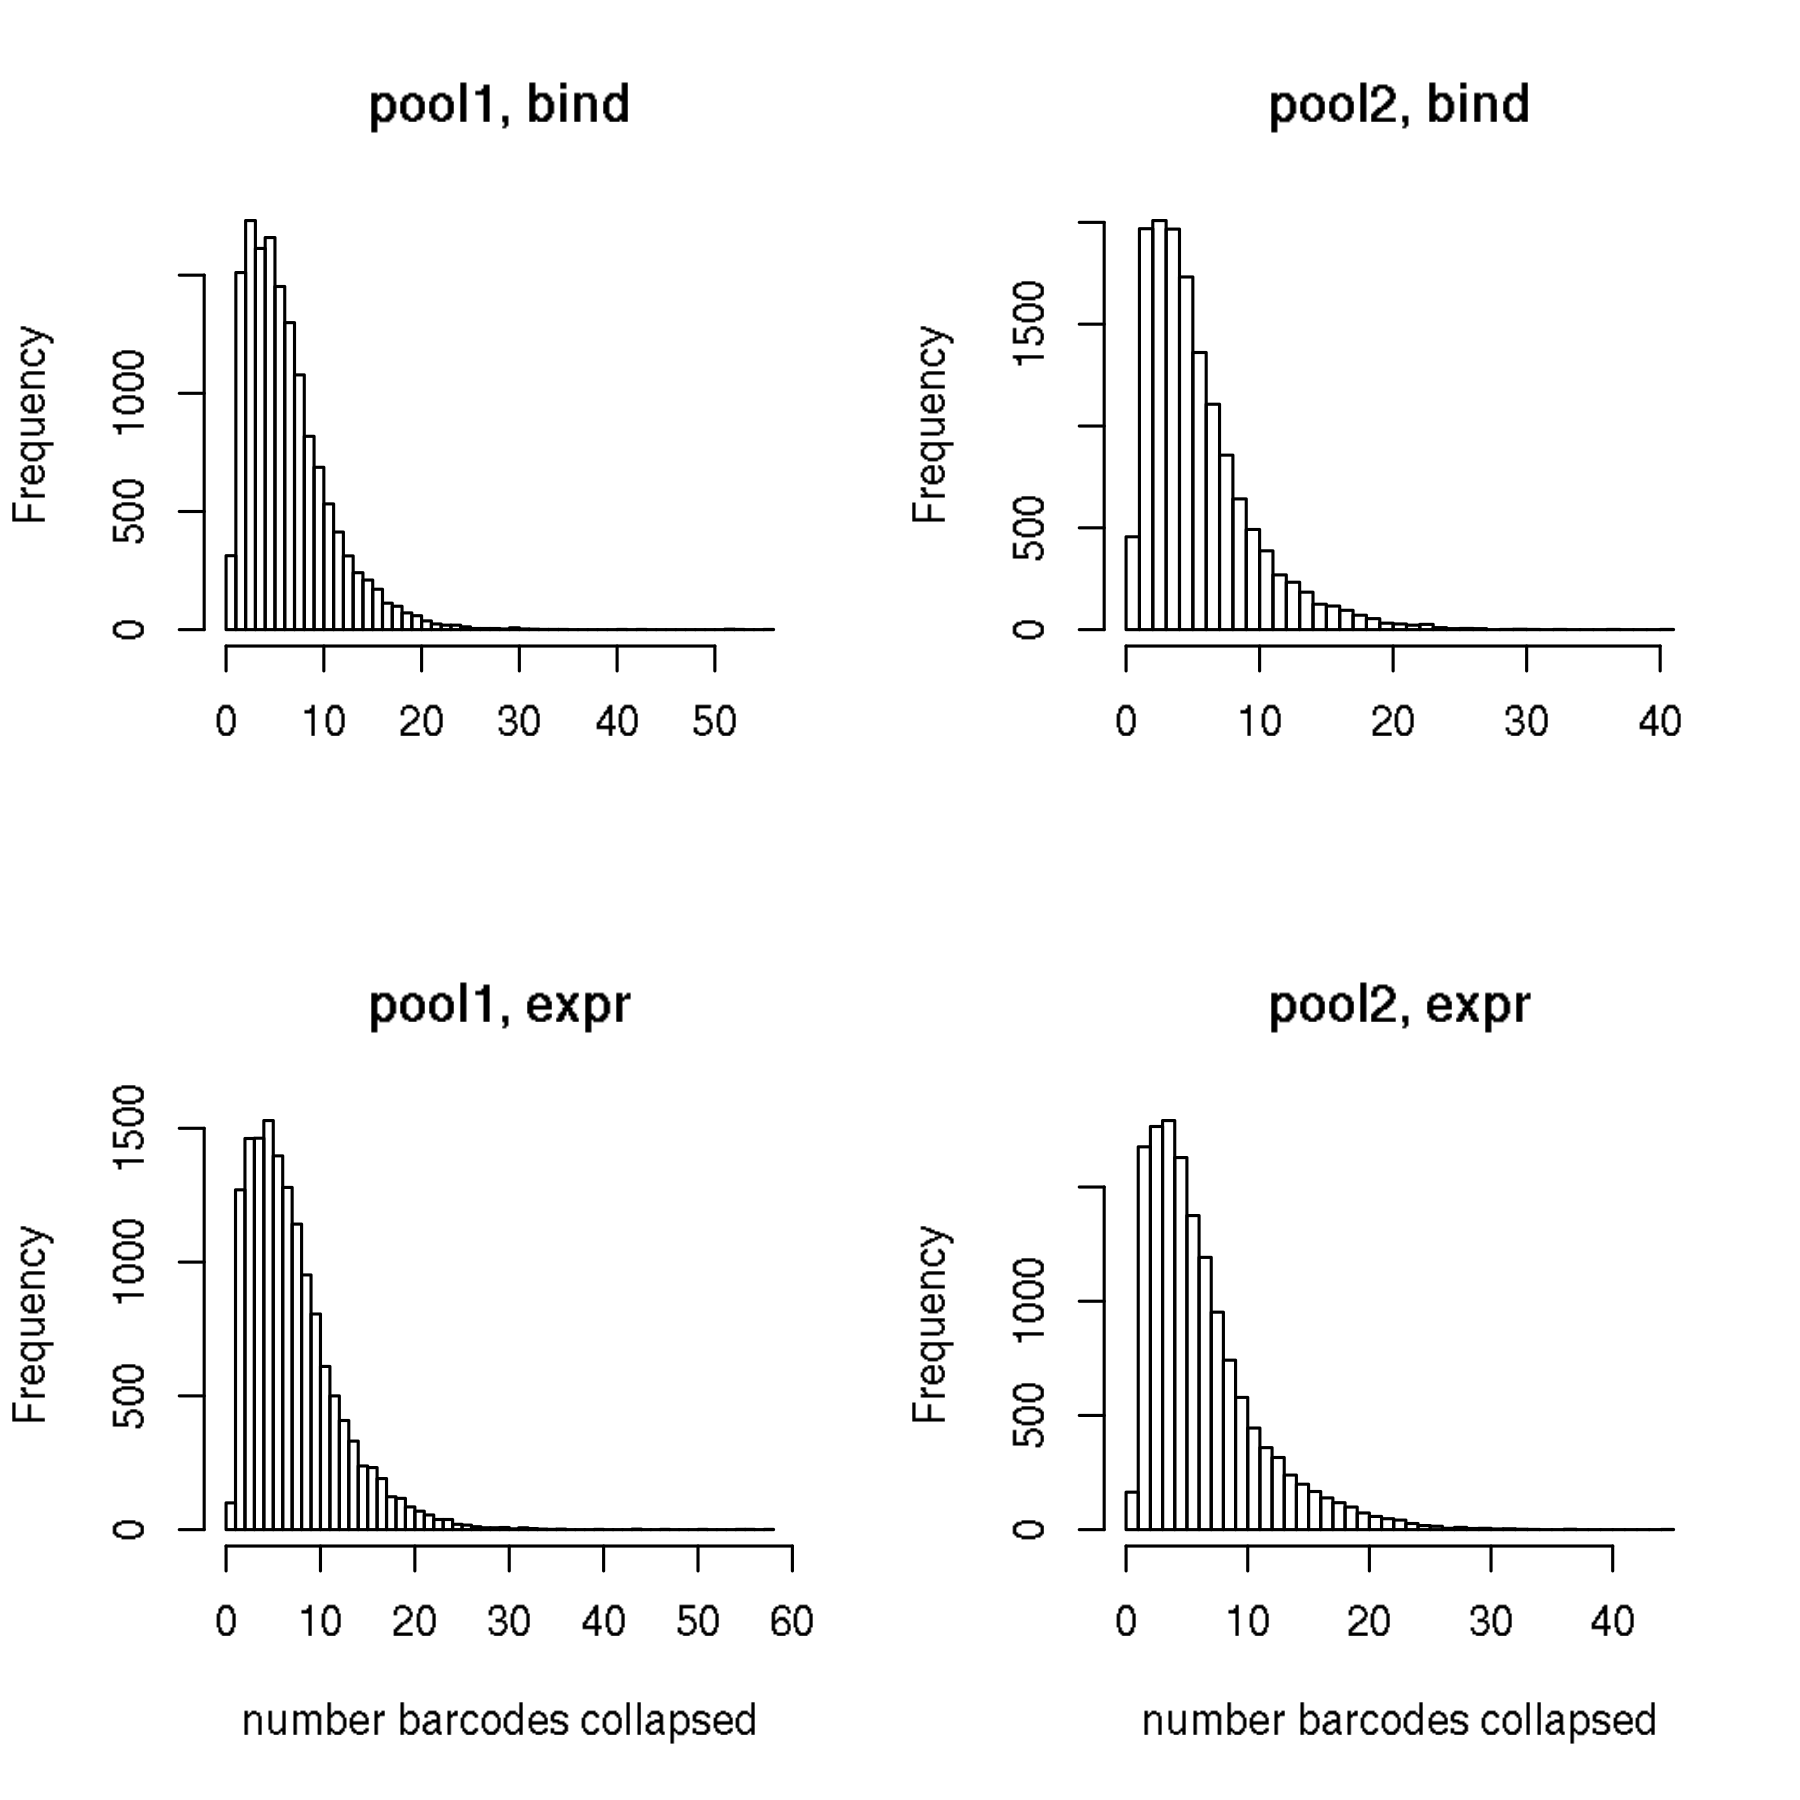 pool1, bind
Frequency
0
500
1000
0 10 20 30 40 50
pool2, bind
Frequency
0
500
1500
0 10 20 30 40
pool1, expr
Frequency
0
500
1000
1500
0 10 20 30 40 50 60
number barcodes collapsed
pool2, expr
Frequency
0
500
1000
0 10 20 30 40
number barcodes collapsed